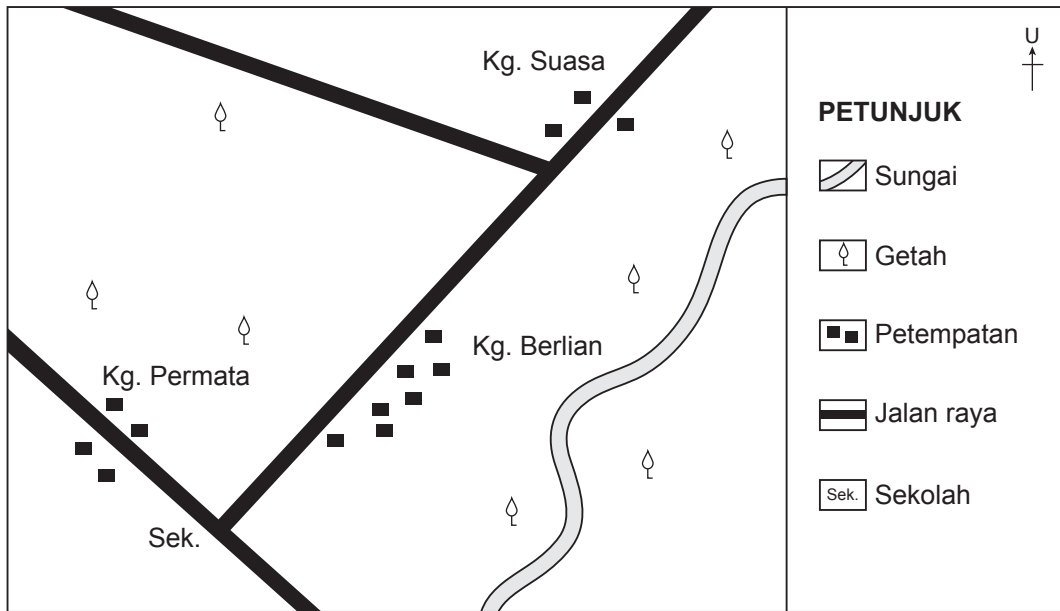 Kg. Suasa
Kg. Berlian
Kg. Permata
Sek.
U
PETUNJUK
Sungai
Getah
Petempatan
Jalan raya
Sek. Sekolah